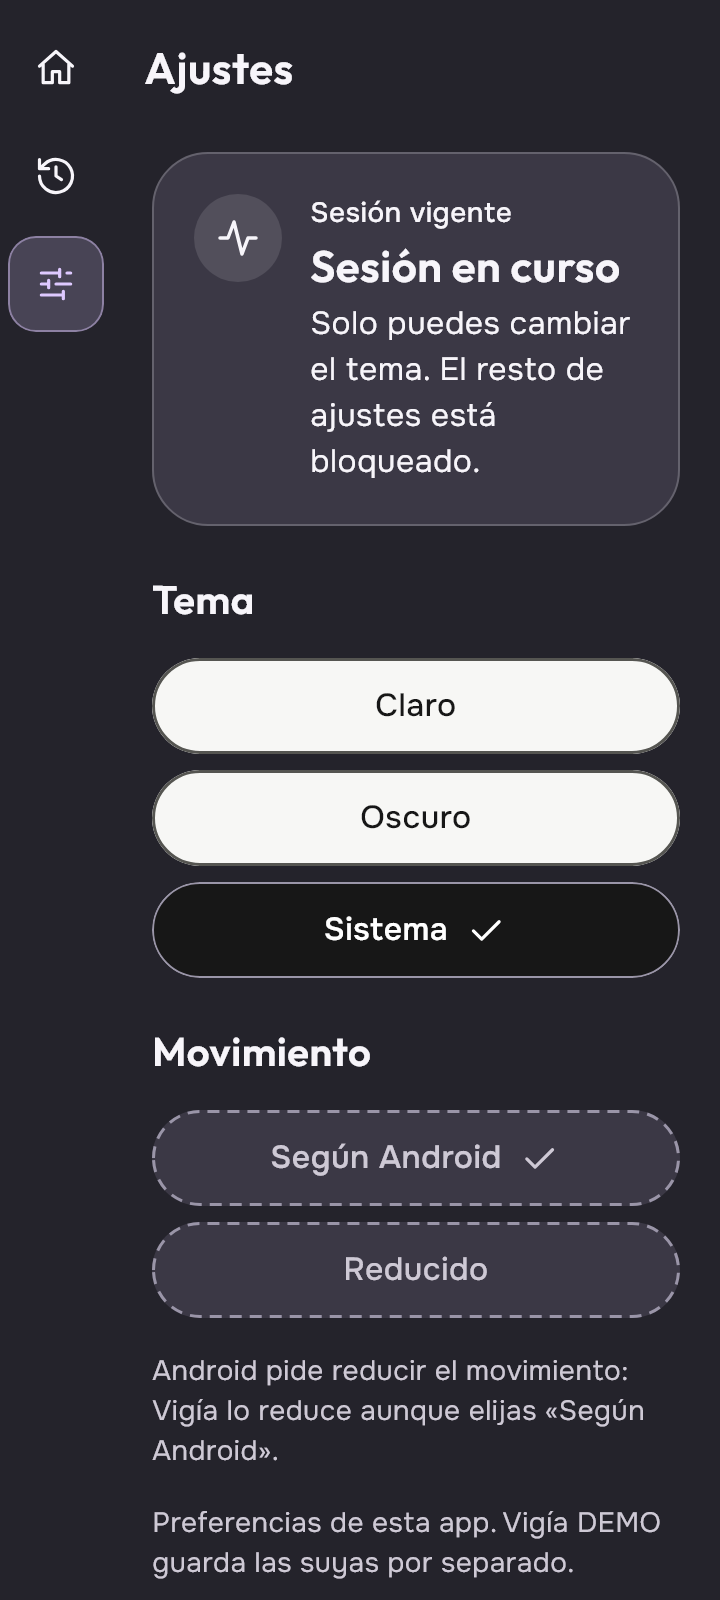 Ajustes
Sesión vigente
Sesión en curso
Solo puedes cambiar
el tema. El resto de
ajustes está
bloqueado.
Tema
Claro
Oscuro
Sistema
Movimiento
Según Android
Reducido
Android pide reducir el movimiento:
Vigía lo reduce aunque elijas «Según
Android».
Preferencias de esta app. Vigía DEMO
guarda las suyas por separado.